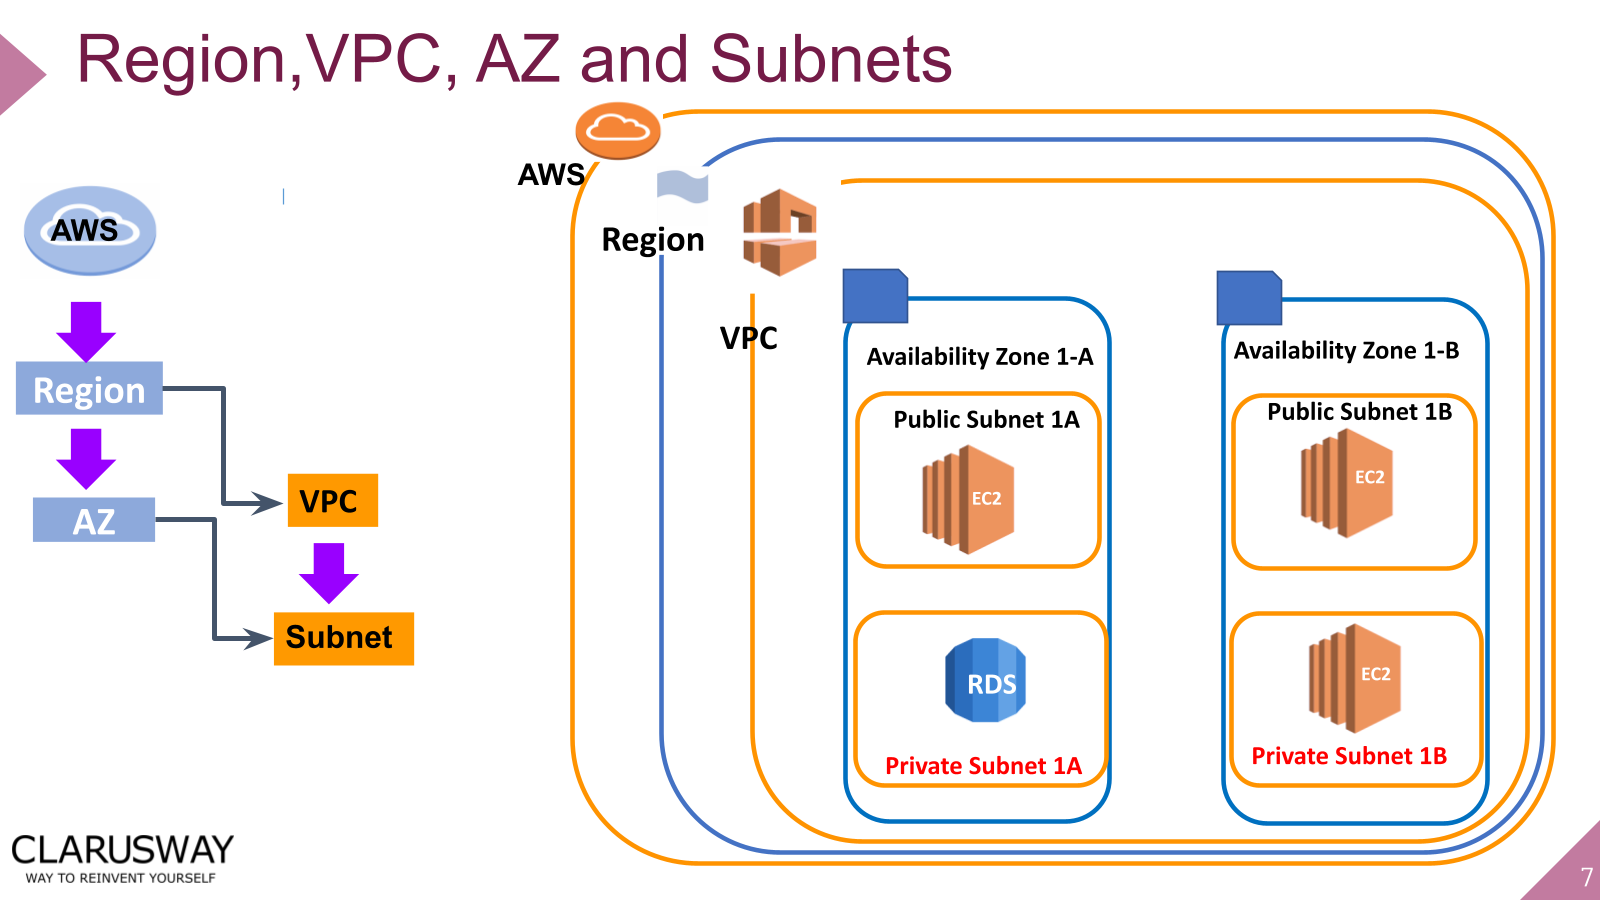 Region,VPC, AZ and Subnets
AWS
Region
AZ
VPC
Subnet
AWS
Region
VPC
Availability Zone 1-A
Public Subnet 1A
EC2
RDS
Private Subnet 1A
Availability Zone 1-B
Public Subnet 1B
EC2
EC2
Private Subnet 1B
CLARUSWAY
WAY TO REINVENT YOURSELF
7